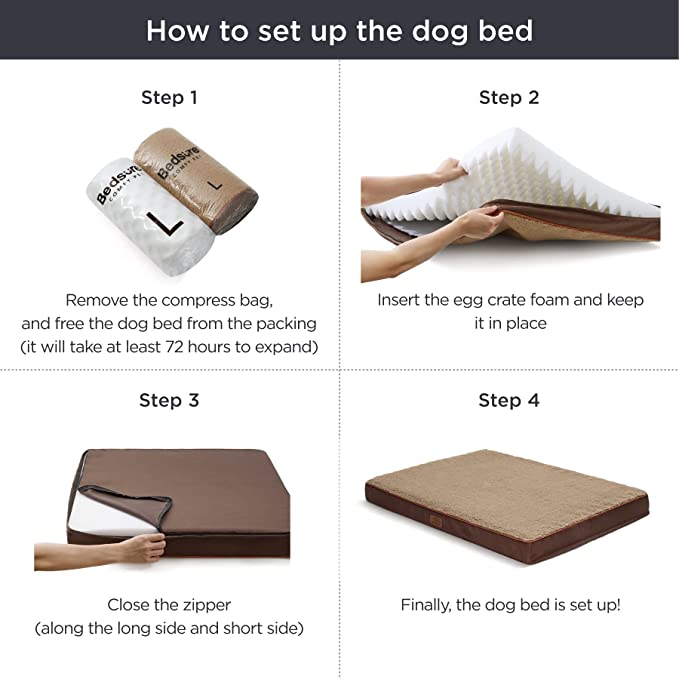 How to set up the dog bed
Step 1
Bedsure
COMFY PE
L
Bedsure
COMFY PE
L
Remove the compress bag,
and free the dog bed from the packing
(it will take at least 72 hours to expand)
Step 2
Insert the egg crate foam and keep
it in place
Step 3
Close the zipper
(along the long side and short side)
Step 4
Finally, the dog bed is set up!